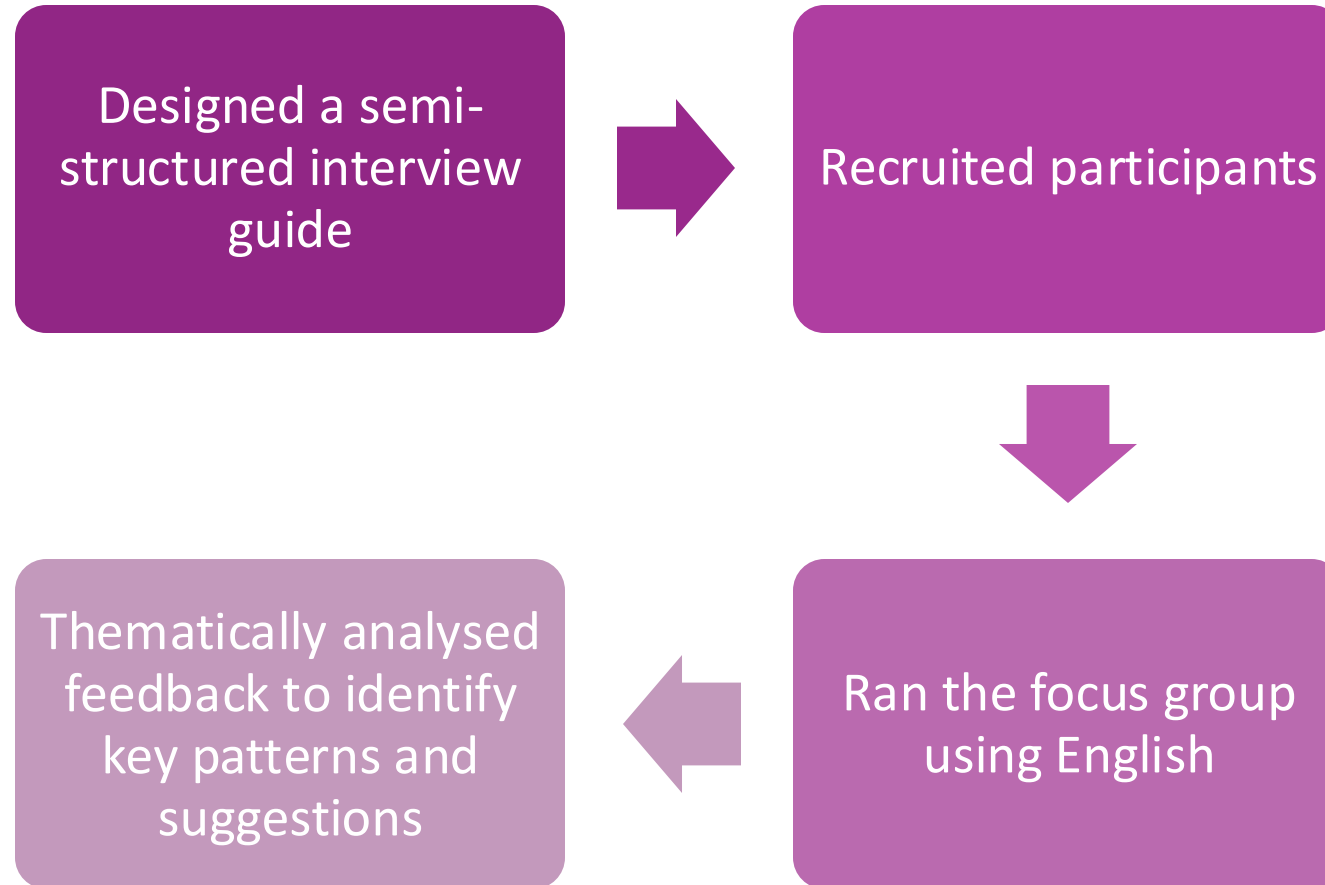 Designed a semi-
structured interview
guide
Recruited participants
Ran the focus group
using English
Thematically analysed
feedback to identify
key patterns and
suggestions